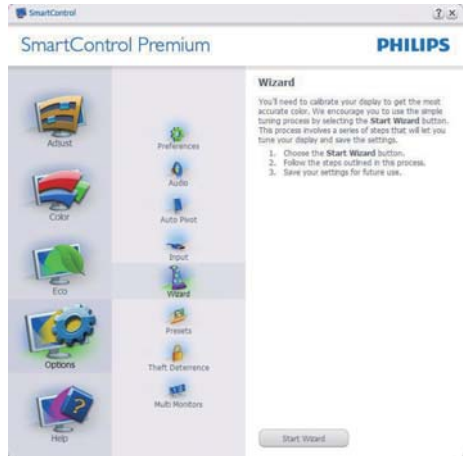 SmartControl
SmartControl Premium
PHILIPS
Adjust
Color
Eco
Options
Help
Preferences
Audio
Auto Pivot
Input
Wizard
Presets
Theft Deterrence
Multi Monitors
Wizard
You'll need to calibrate your display to get the most
accurate color. We encourage you to use the simple
tuning process by selecting the Start Wizard button.
This process involves a series of steps that will let you
tune your display and save the settings.
1. Choose the Start Wizard button.
2. Follow the steps outlined in this process.
3. Save your settings for future use.
Start Wizard